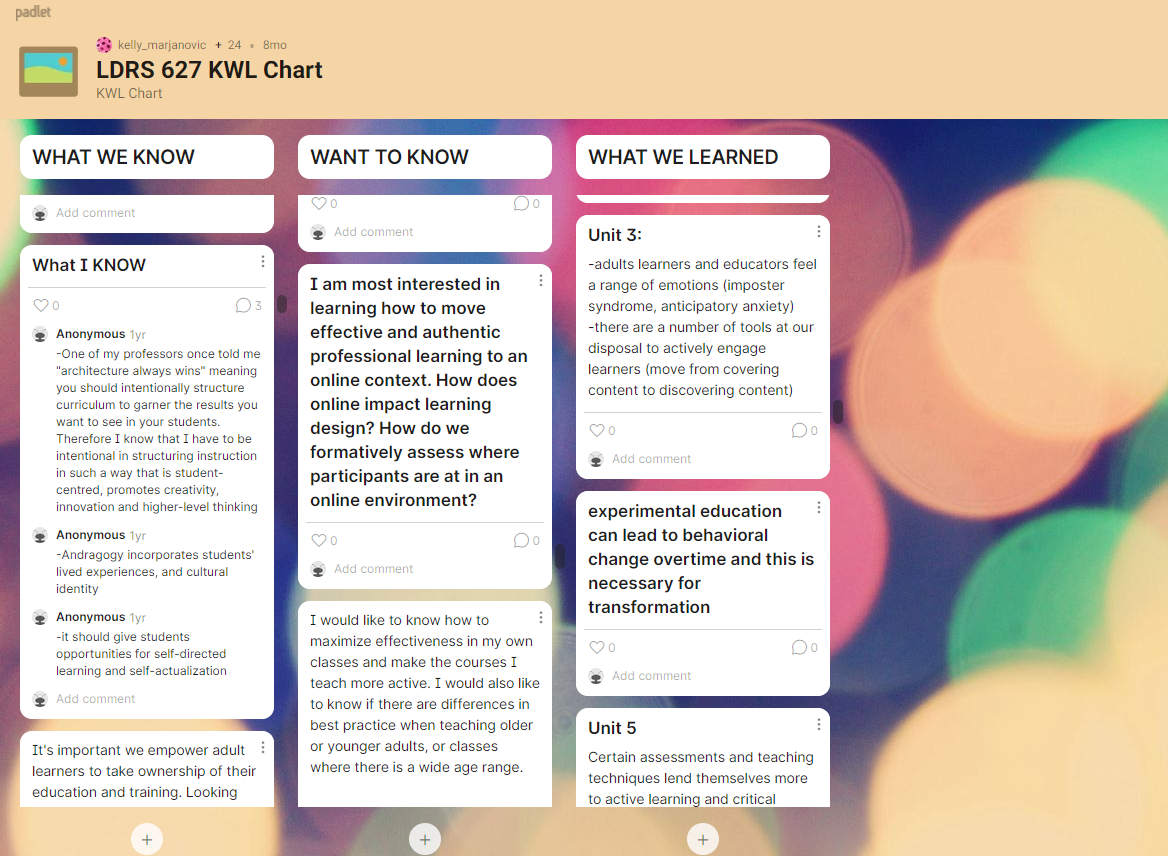 padlet
kelly_marjanovic + 24 • 8mo
LDRS 627 KWL Chart
KWL Chart
WHAT WE KNOW
Add comment
What I KNOW
0
3
Anonymous 1yr
-One of my professors once told me
"architecture always wins" meaning
you should intentionally structure
curriculum to garner the results you
want to see in your students.
Therefore I know that I have to be
intentional in structuring instruction
in such a way that is student-
centred, promotes creativity,
innovation and higher-level thinking
Anonymous 1yr
-Andragogy incorporates students'
lived experiences, and cultural
identity
Anonymous 1yr
-it should give students
opportunities for self-directed
learning and self-actualization
Add comment
It's important we empower adult
learners to take ownership of their
education and training. Looking
+
WANT TO KNOW
0
0
Add comment
I am most interested in
learning how to move
effective and authentic
professional learning to an
online context. How does
online impact learning
design? How do we
formatively assess where
participants are at in an
online environment?
0
0
Add comment
I would like to know how to
maximize effectiveness in my own
classes and make the courses I
teach more active. I would also like
to know if there are differences in
best practice when teaching older
or younger adults, or classes
where there is a wide age range.
+
WHAT WE LEARNED
Unit 3:
-adults learners and educators feel
a range of emotions (imposter
syndrome, anticipatory anxiety)
-there are a number of tools at our
disposal to actively engage
learners (move from covering
content to discovering content)
0
0
Add comment
experimental education
can lead to behavioral
change overtime and this is
necessary for
transformation
0
0
Add comment
Unit 5
Certain assessments and teaching
techniques lend themselves more
to active learning and critical
+